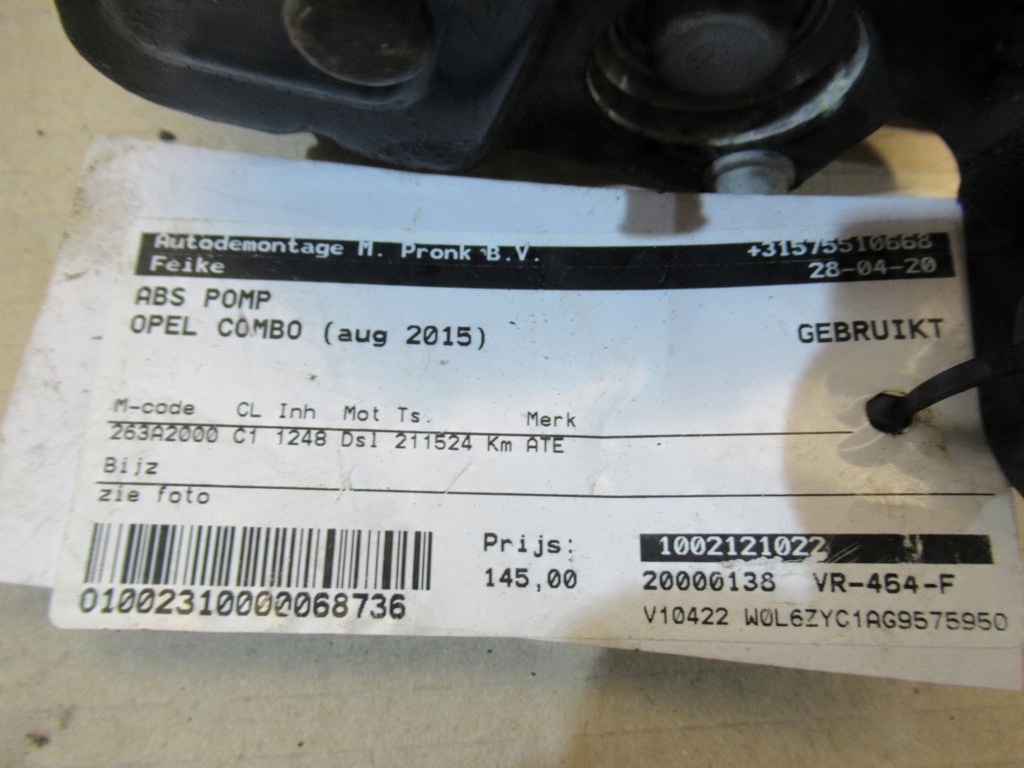 Autodemontage M. Pronk B.V. +31575510668
Feike 28-04-20
ABS POMP
OPEL COMBO (aug 2015) GEBRUIKT
M-code CL Inh Mot Ts. Merk
263A2000 C1 1248 Dsl 211524 Km ATE
Bijz
zie foto
Prijs: 1002121022
145,00 20000138 VR-464-F
01002310000068736
V10422 W0L6ZYC1AG9575950